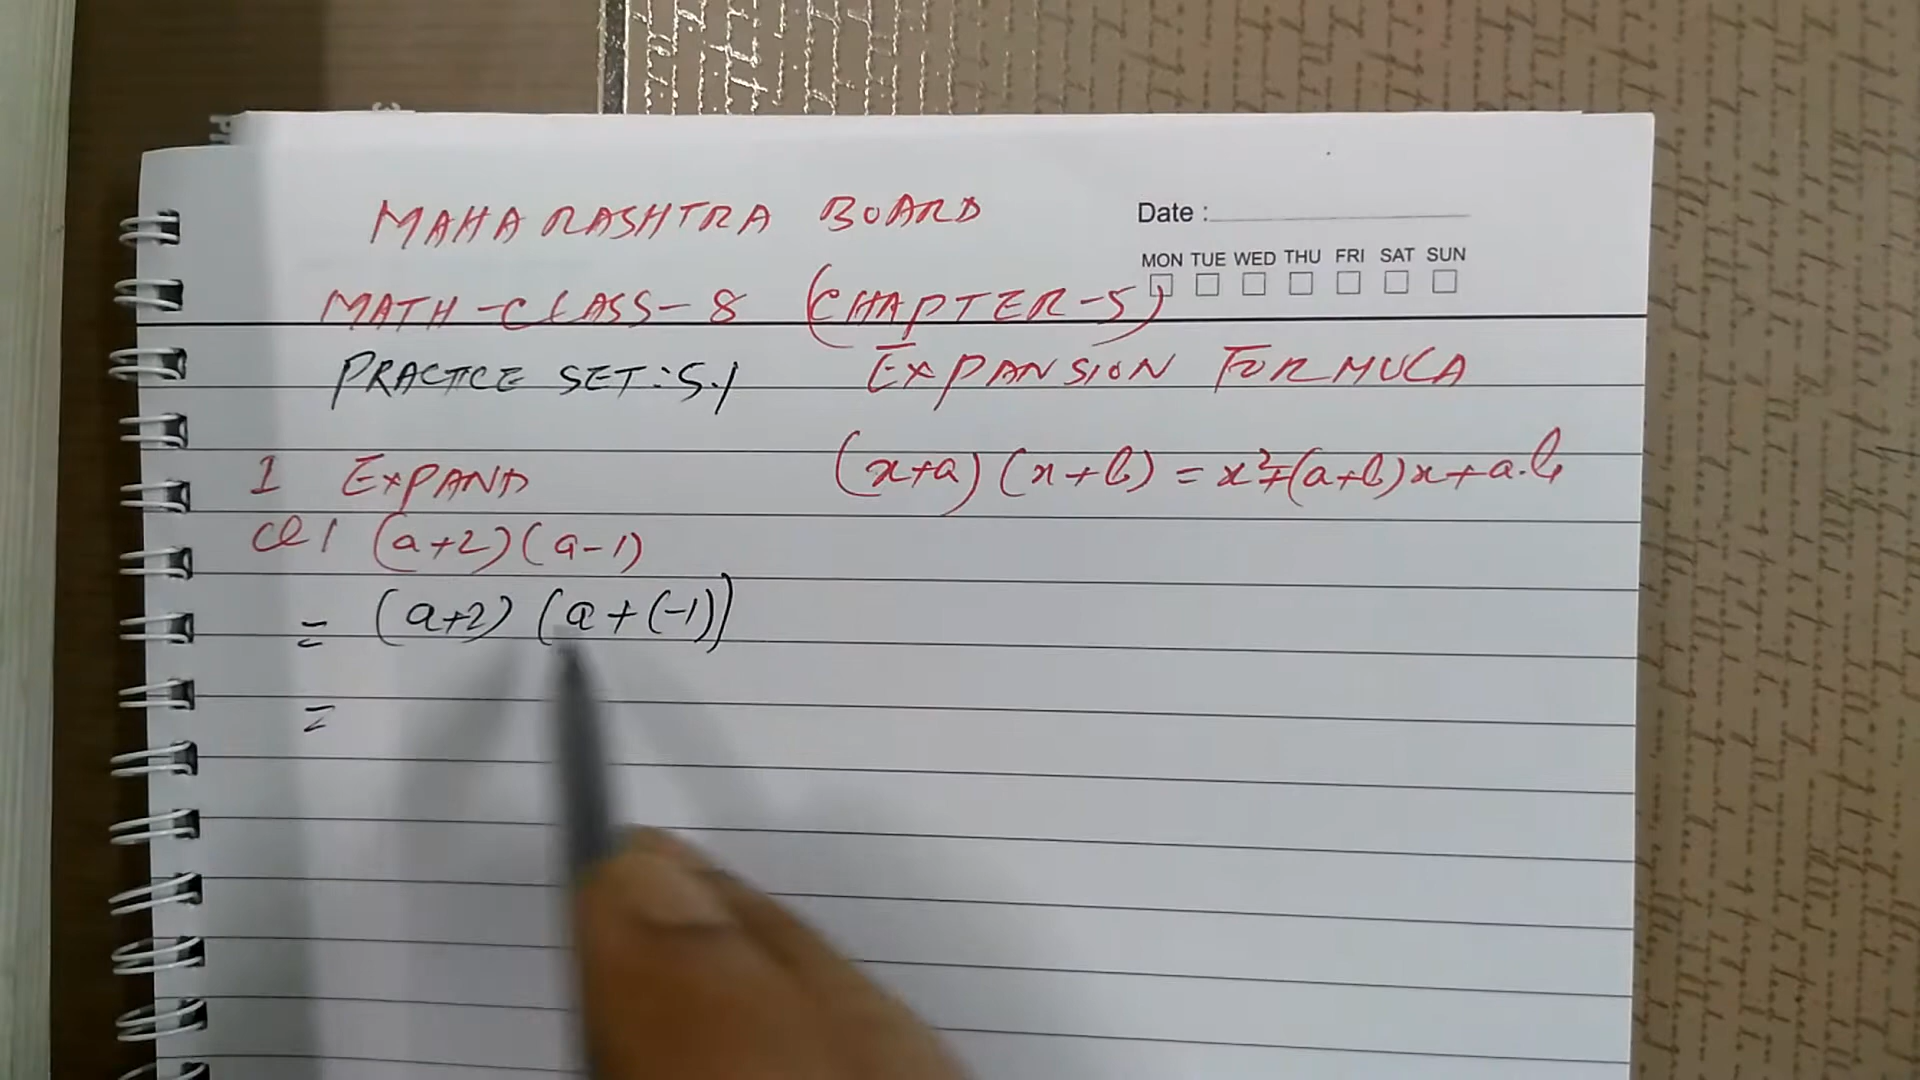 MAHARASHTRA BOARD
Date :
MON TUE WED THU FRI SAT SUN
MATH-CLASS-8 (CHAPTER-5)
PRACTICE SET:5.1 EXPANSION FORMULA
1 EXPAND (x+a) (x+b) = x²+(a+b)x+a.b
Q1 (a+2) (a-1)
= (a+2) (a+(-1))
=